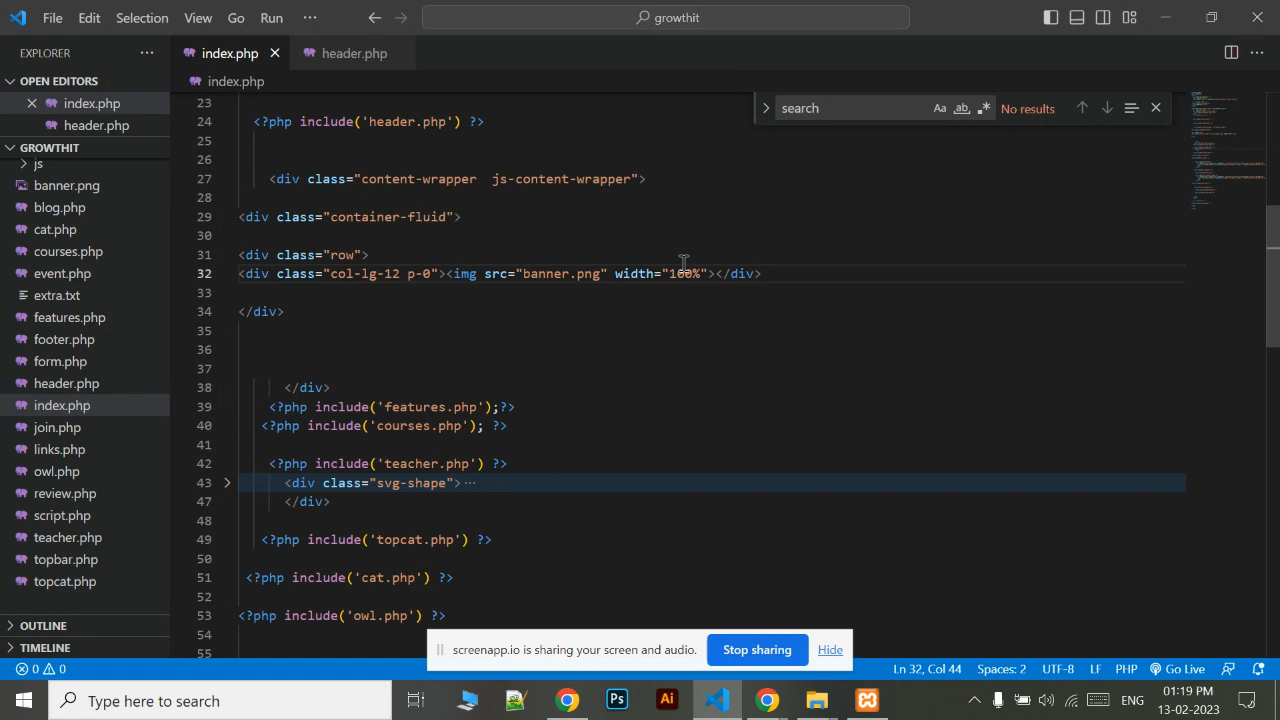 File Edit Selection View Go Run ··· growthit
EXPLORER ··· index.php header.php ···
OPEN EDITORS
index.php
header.php
GROWTHIT
js
banner.png
blog.php
cat.php
courses.php
event.php
extra.txt
features.php
footer.php
form.php
header.php
index.php
join.php
links.php
owl.php
review.php
script.php
teacher.php
topbar.php
topcat.php
OUTLINE
TIMELINE
index.php
search Aa ab No results
23
24 <?php include('header.php') ?>
25
26
27 <div class="content-wrapper js-content-wrapper">
28
29 <div class="container-fluid">
30
31 <div class="row">
32 <div class="col-lg-12 p-0"><img src="banner.png" width="100%"></div>
33
34 </div>
35
36
37
38 </div>
39 <?php include('features.php');?>
40 <?php include('courses.php'); ?>
41
42 <?php include('teacher.php') ?>
43 <div class="svg-shape"> ···
47 </div>
48
49 <?php include('topcat.php') ?>
50
51 <?php include('cat.php') ?>
52
53 <?php include('owl.php') ?>
54
55
screenapp.io is sharing your screen and audio. Stop sharing Hide
0 0 Ln 32, Col 44 Spaces: 2 UTF-8 LF PHP Go Live
Type here to search Ps Ai ENG 01:19 PM
13-02-2023